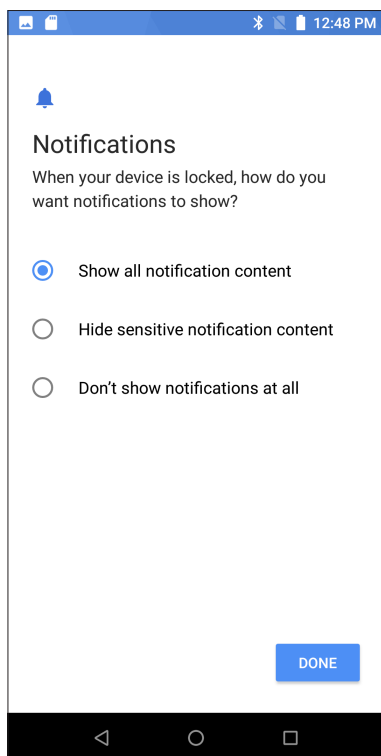 12:48 PM
Notifications
When your device is locked, how do you
want notifications to show?
Show all notification content
Hide sensitive notification content
Don’t show notifications at all
DONE